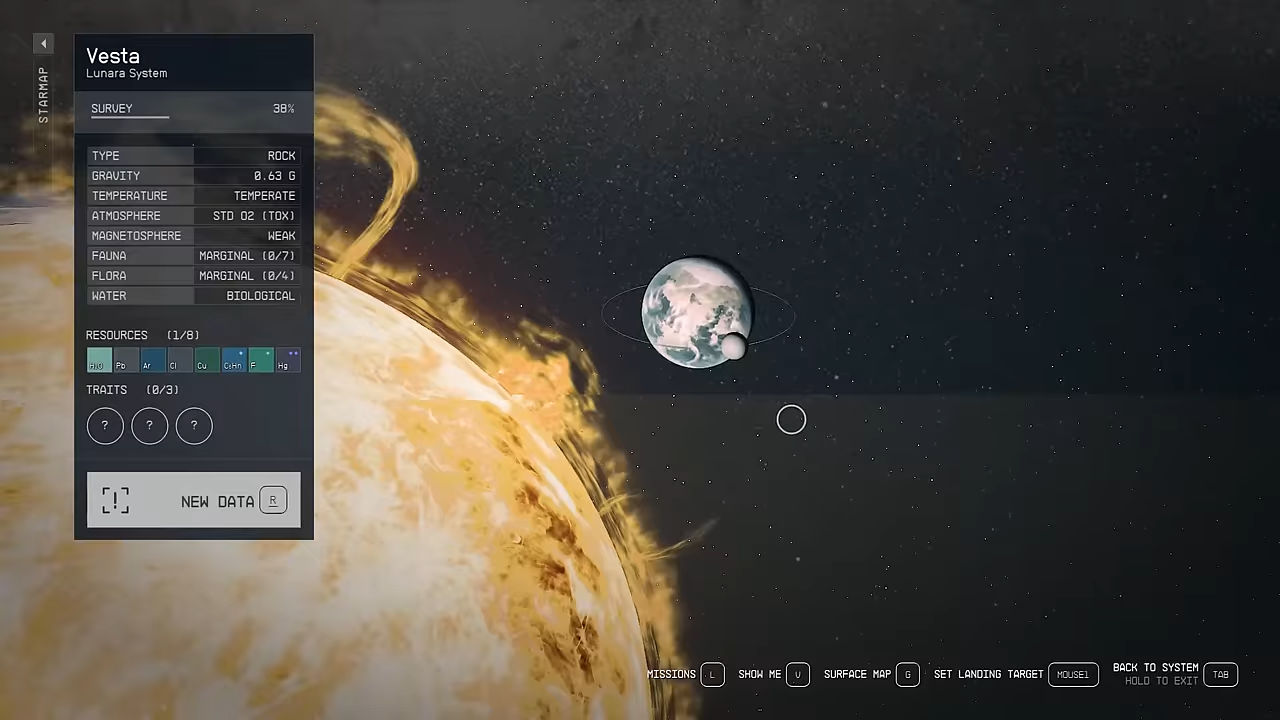 STARMAP
Vesta
Lunara System
SURVEY 38%
TYPE ROCK
GRAVITY 0.63 G
TEMPERATURE TEMPERATE
ATMOSPHERE STD O2 (TOX)
MAGNETOSPHERE WEAK
FAUNA MARGINAL (0/7)
FLORA MARGINAL (0/4)
WATER BIOLOGICAL
RESOURCES (1/8)
H₂O Pb Ar Cl Cu C₆Hn F Hg
TRAITS (0/3)
? ? ?
! NEW DATA R
MISSIONS L SHOW ME V SURFACE MAP G SET LANDING TARGET MOUSE1 BACK TO SYSTEM TAB
HOLD TO EXIT